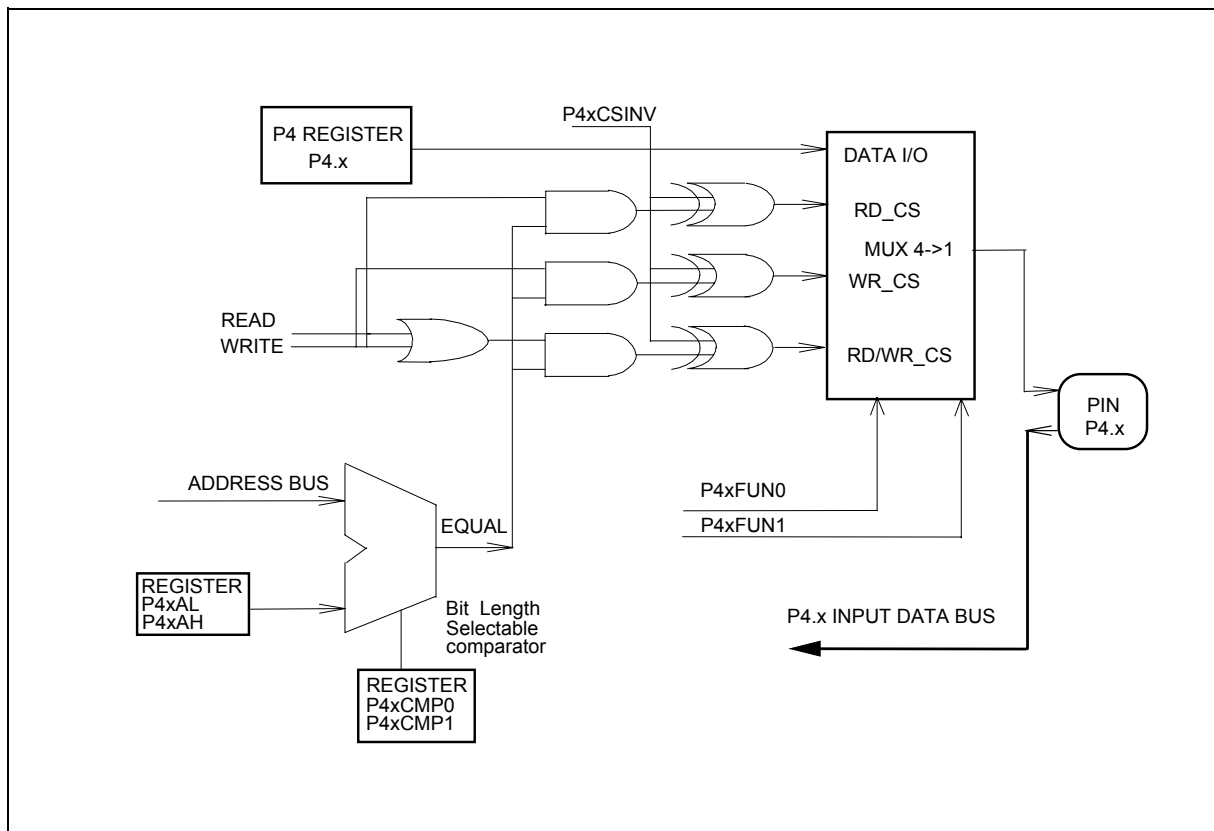 P4xCSINV
P4 REGISTER
P4.x
DATA I/O
RD_CS
MUX 4->1
WR_CS
RD/WR_CS
READ
WRITE
PIN
P4.x
ADDRESS BUS
EQUAL
P4xFUN0
P4xFUN1
REGISTER
P4xAL
P4xAH
Bit Length
Selectable
comparator
P4.x INPUT DATA BUS
REGISTER
P4xCMP0
P4xCMP1